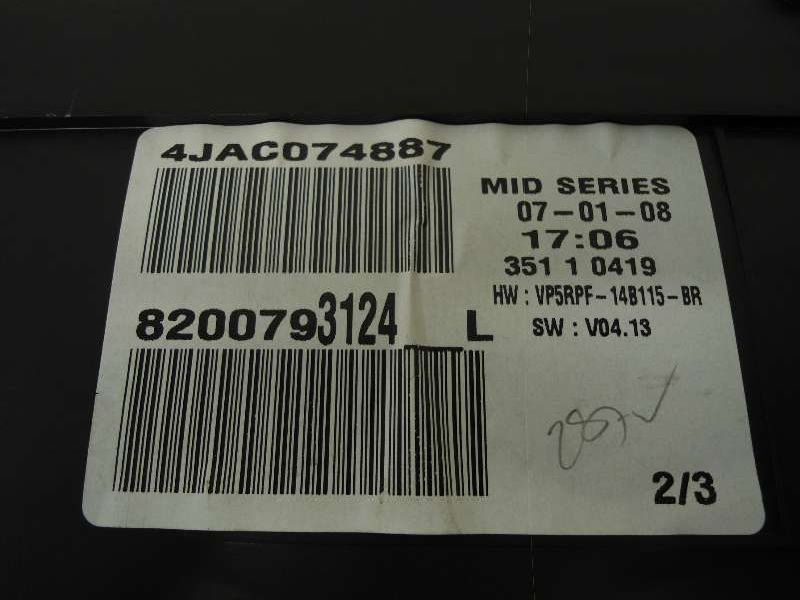 4JAC074887
MID SERIES
07-01-08
17:06
351 1 0419
HW : VP5RPF-14B115-BR
SW : V04.13
8200793124__L
2/3